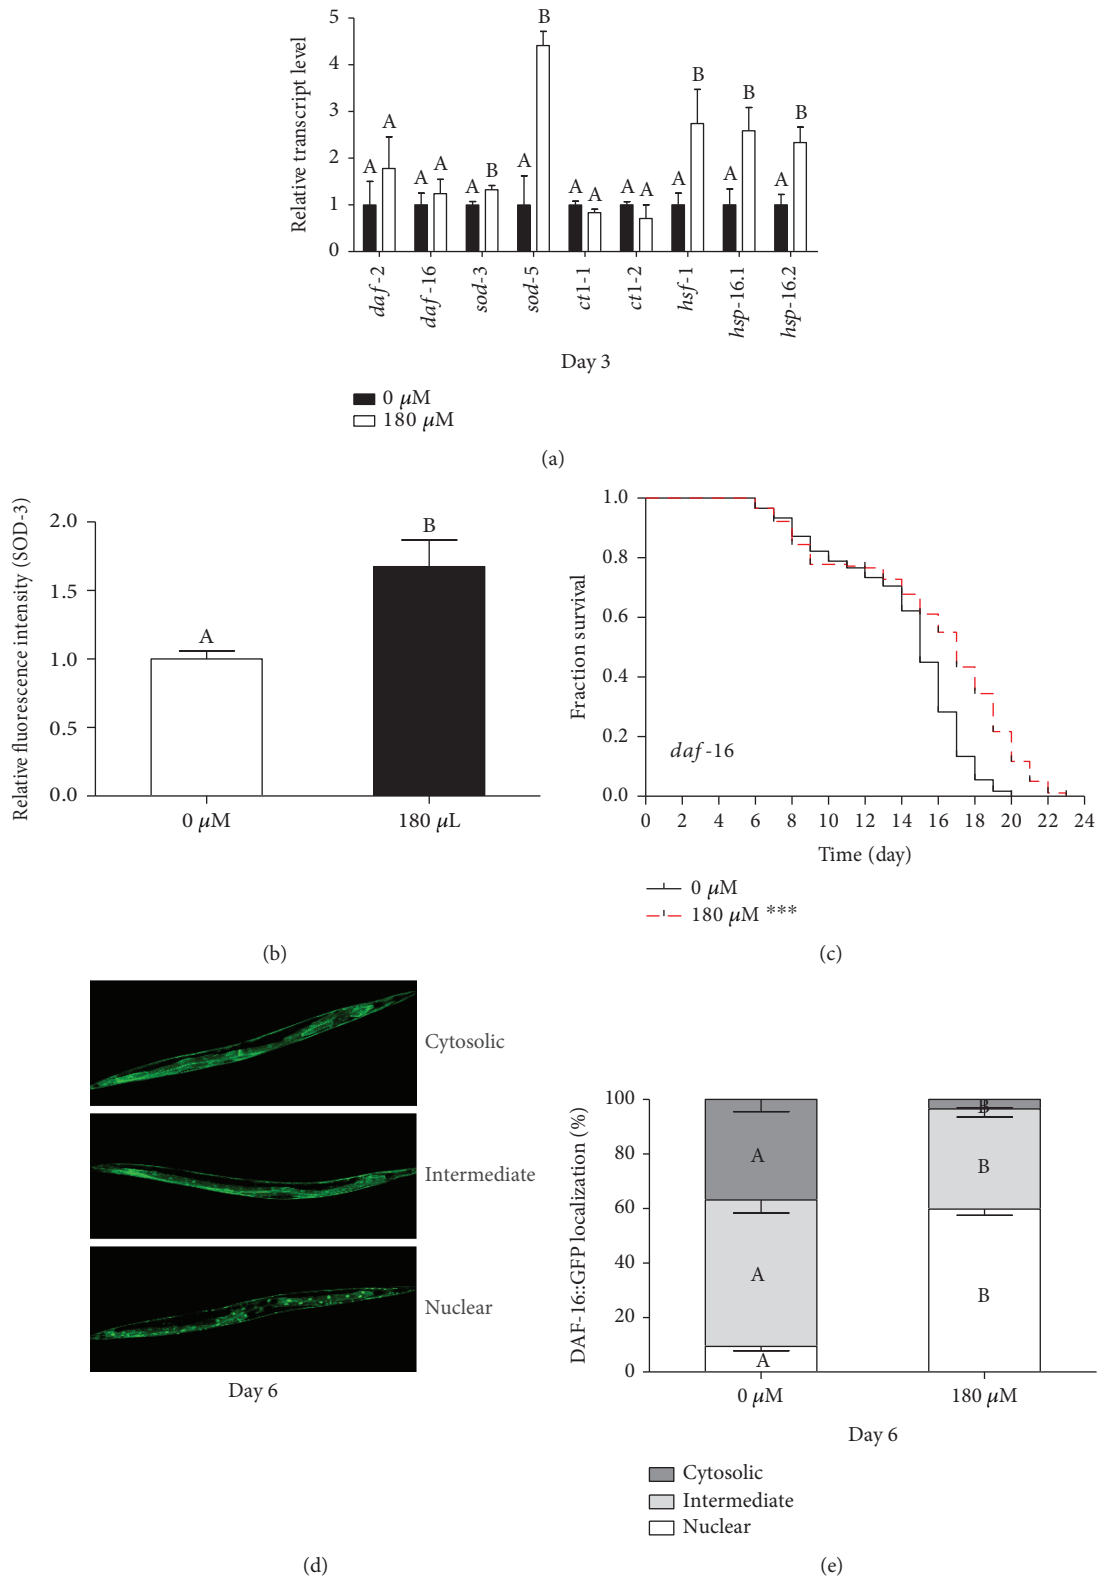 5
4
3
2
1
0
Relative transcript level
A
A
A
A
A
B
A
B
A
A
A
A
A
B
A
B
A
B
daf-2
daf-16
sod-3
sod-5
ct1-1
ct1-2
hsf-1
hsp-16.1
hsp-16.2
Day 3
0 μM
180 μM
(a)
2.0
1.5
1.0
0.5
0.0
Relative fluorescence intensity (SOD-3)
A
B
0 μM
180 μL
(b)
1.0
0.8
0.6
0.4
0.2
0.0
Fraction survival
daf-16
0 2 4 6 8 10 12 14 16 18 20 22 24
Time (day)
0 μM
180 μM ***
(c)
Cytosolic
Intermediate
Nuclear
Day 6
(d)
100
80
60
40
20
0
DAF-16::GFP localization (%)
A
A
A
B
B
B
0 μM
180 μM
Day 6
Cytosolic
Intermediate
Nuclear
(e)